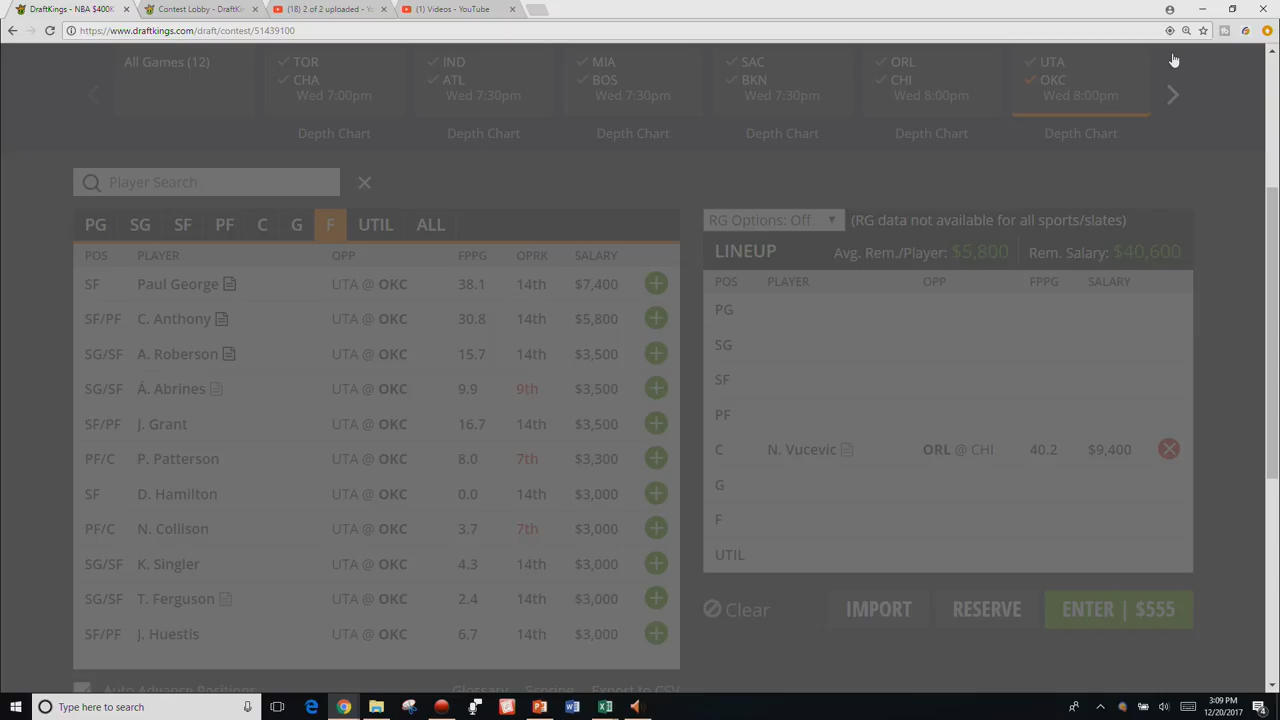 DraftKings - NBA $400K
Contest Lobby - DraftKi
(18) 2 of 2 uploaded - Yo
(1) Videos - YouTube
https://www.draftkings.com/draft/contest/51439100
All Games (12)
TOR
CHA
Wed 7:00pm
IND
ATL
Wed 7:30pm
MIA
BOS
Wed 7:30pm
SAC
BKN
Wed 7:30pm
ORL
CHI
Wed 8:00pm
UTA
OKC
Wed 8:00pm
Depth Chart Depth Chart Depth Chart Depth Chart Depth Chart Depth Chart
Player Search
PG SG SF PF C G F UTIL ALL
POS PLAYER OPP FPPG OPRK SALARY
SF Paul George UTA @ OKC 38.1 14th $7,400
SF/PF C. Anthony UTA @ OKC 30.8 14th $5,800
SG/SF A. Roberson UTA @ OKC 15.7 14th $3,500
SG/SF Á. Abrines UTA @ OKC 9.9 9th $3,500
SF/PF J. Grant UTA @ OKC 16.7 14th $3,500
PF/C P. Patterson UTA @ OKC 8.0 7th $3,300
SF D. Hamilton UTA @ OKC 0.0 14th $3,000
PF/C N. Collison UTA @ OKC 3.7 7th $3,000
SG/SF K. Singler UTA @ OKC 4.3 14th $3,000
SG/SF T. Ferguson UTA @ OKC 2.4 14th $3,000
SF/PF J. Huestis UTA @ OKC 6.7 14th $3,000
Auto Advance Positions Glossary Scoring Export to CSV
RG Options: Off (RG data not available for all sports/slates)
LINEUP Avg. Rem./Player: $5,800 Rem. Salary: $40,600
POS PLAYER OPP FPPG SALARY
PG
SG
SF
PF
C N. Vucevic ORL @ CHI 40.2 $9,400
G
F
UTIL
Clear IMPORT RESERVE ENTER | $555
Type here to search
3:09 PM
12/20/2017
4